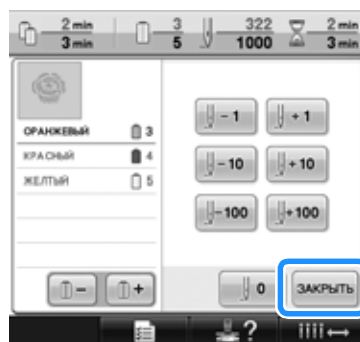 2 min 3 322 2 min
3 min 5 1000 3 min
- 1 + 1
ОРАНЖЕВЫЙ 3
КРАСНЫЙ 4
- 10 + 10
ЖЕЛТЫЙ 5
-100 +100
- + 0 ЗАКРЫТЬ
?